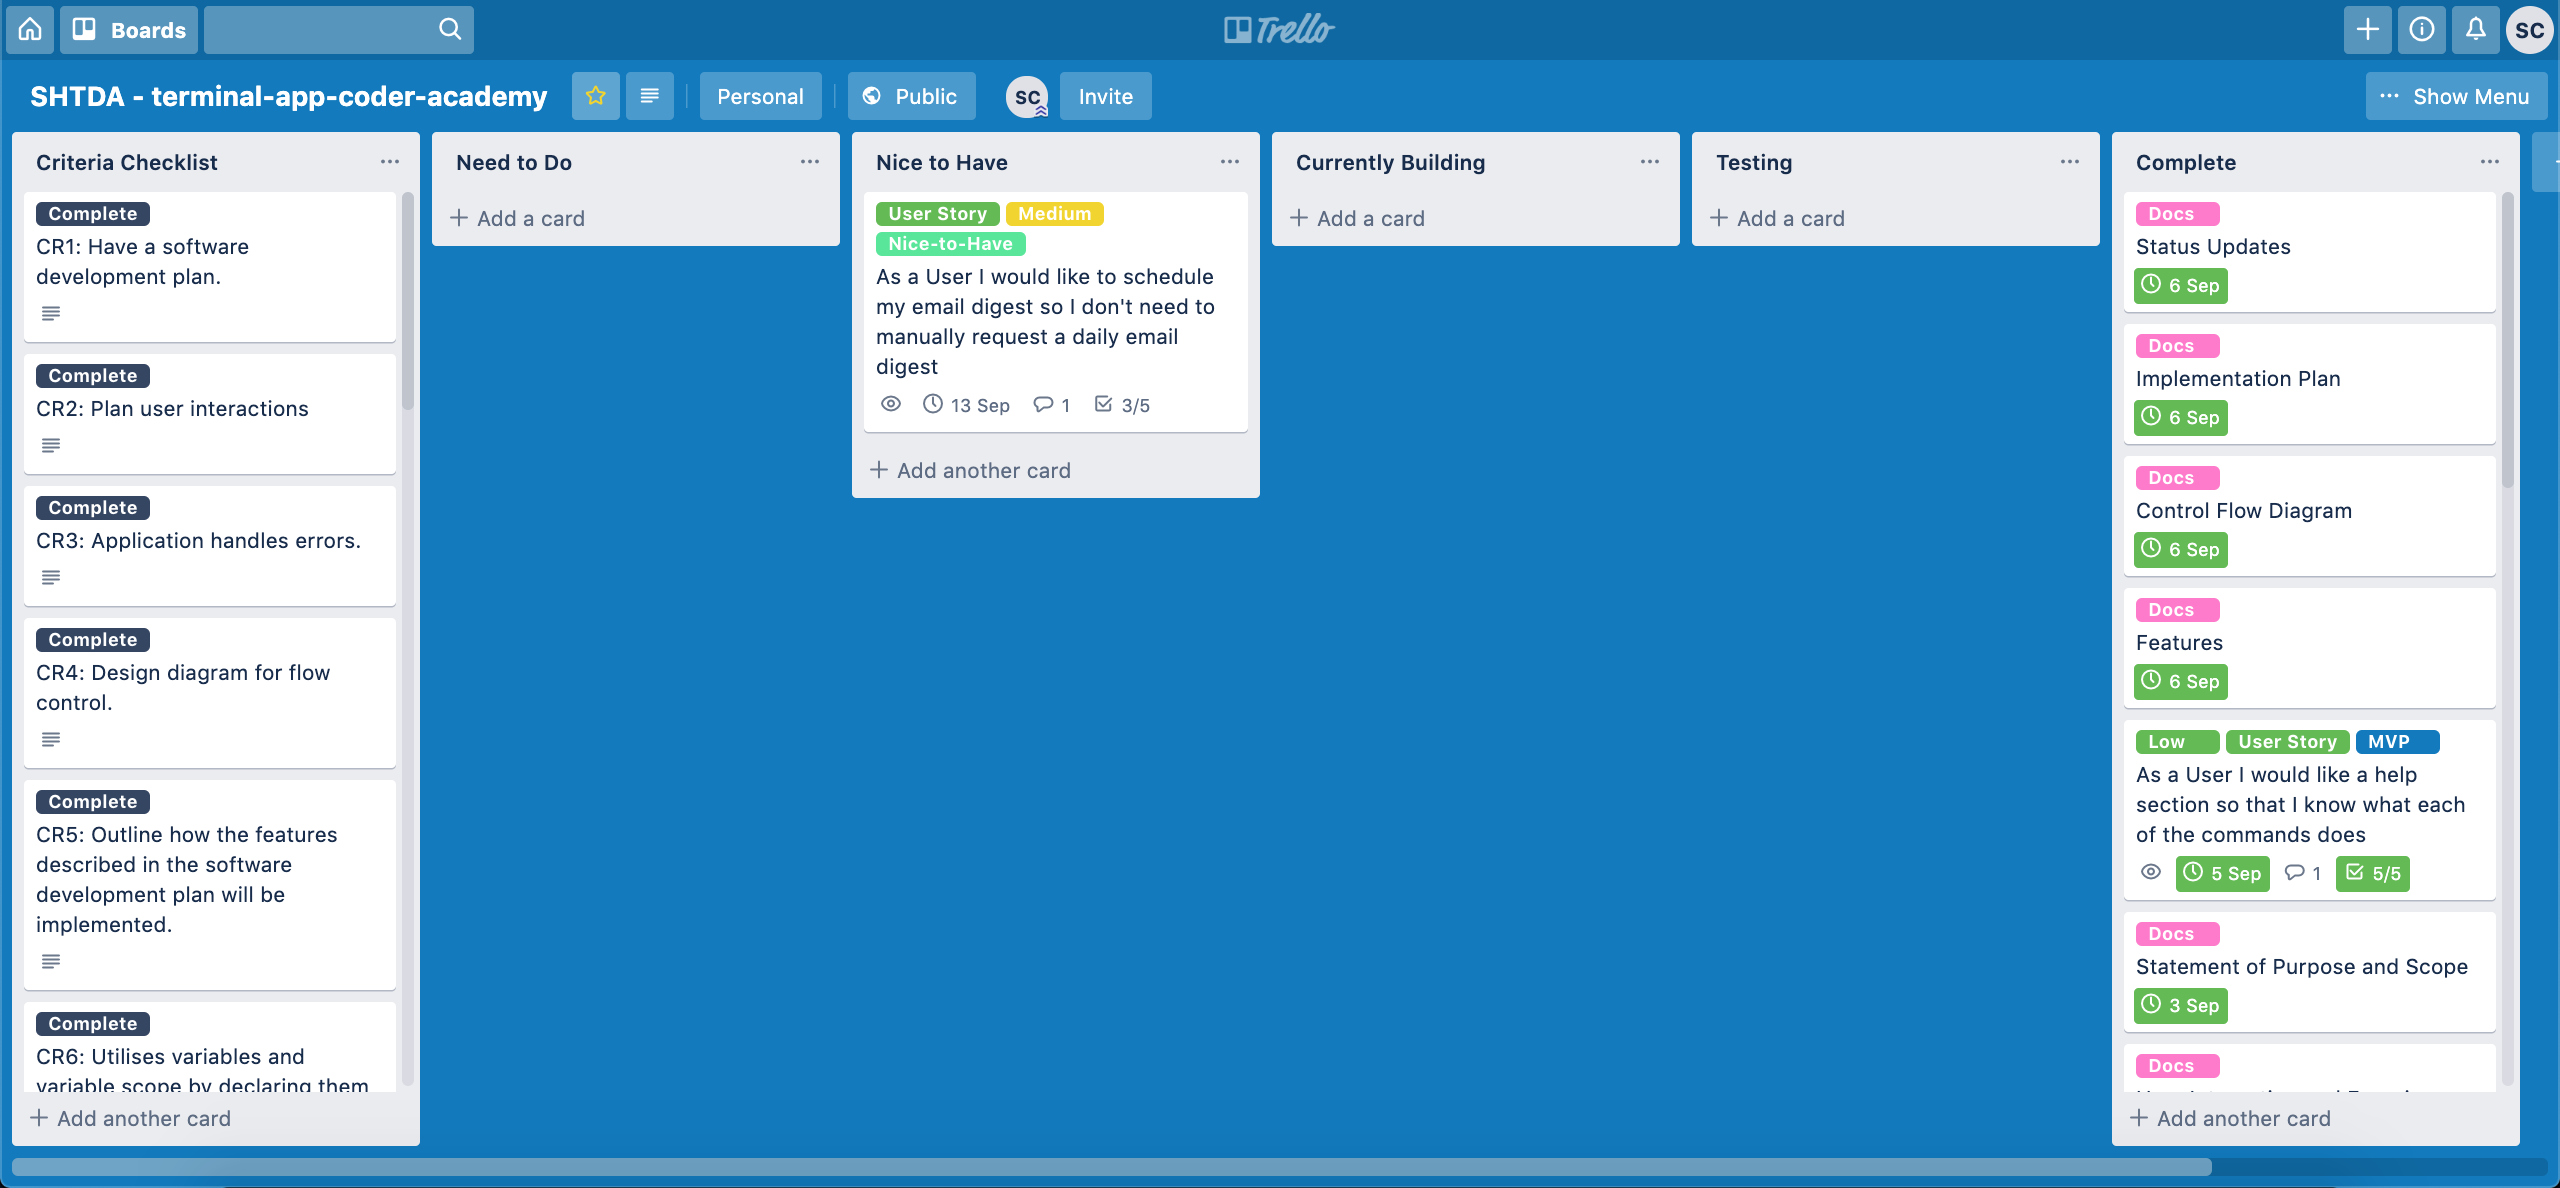 Boards
Trello
SC
SHTDA - terminal-app-coder-academy
Personal
Public
SC
Invite
Show Menu
Criteria Checklist
Complete
CR1: Have a software
development plan.
Complete
CR2: Plan user interactions
Complete
CR3: Application handles errors.
Complete
CR4: Design diagram for flow
control.
Complete
CR5: Outline how the features
described in the software
development plan will be
implemented.
Complete
CR6: Utilises variables and
variable scope by declaring them
+ Add another card
Need to Do
+ Add a card
Nice to Have
User Story Medium
Nice-to-Have
As a User I would like to schedule
my email digest so I don't need to
manually request a daily email
digest
13 Sep 1 3/5
+ Add another card
Currently Building
+ Add a card
Testing
+ Add a card
Complete
Docs
Status Updates
6 Sep
Docs
Implementation Plan
6 Sep
Docs
Control Flow Diagram
6 Sep
Docs
Features
6 Sep
Low User Story MVP
As a User I would like a help
section so that I know what each
of the commands does
5 Sep 1 5/5
Docs
Statement of Purpose and Scope
3 Sep
Docs
+ Add another card